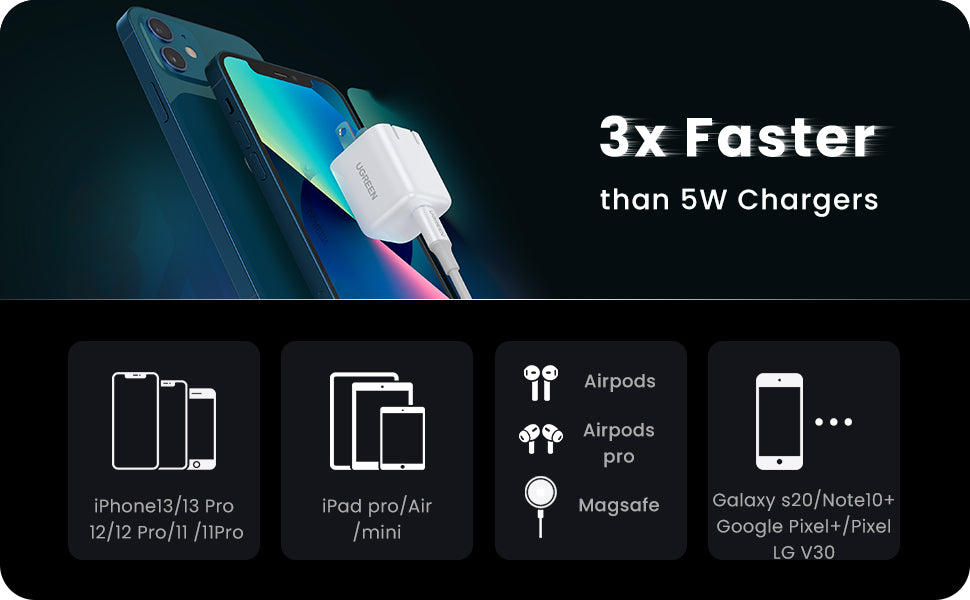 3x Faster
than 5W Chargers
UGREEN
iPhone13/13 Pro
12/12 Pro/11 /11Pro
iPad pro/Air
/mini
Airpods
Airpods
pro
Magsafe
Galaxy s20/Note10+
Google Pixel+/Pixel
LG V30